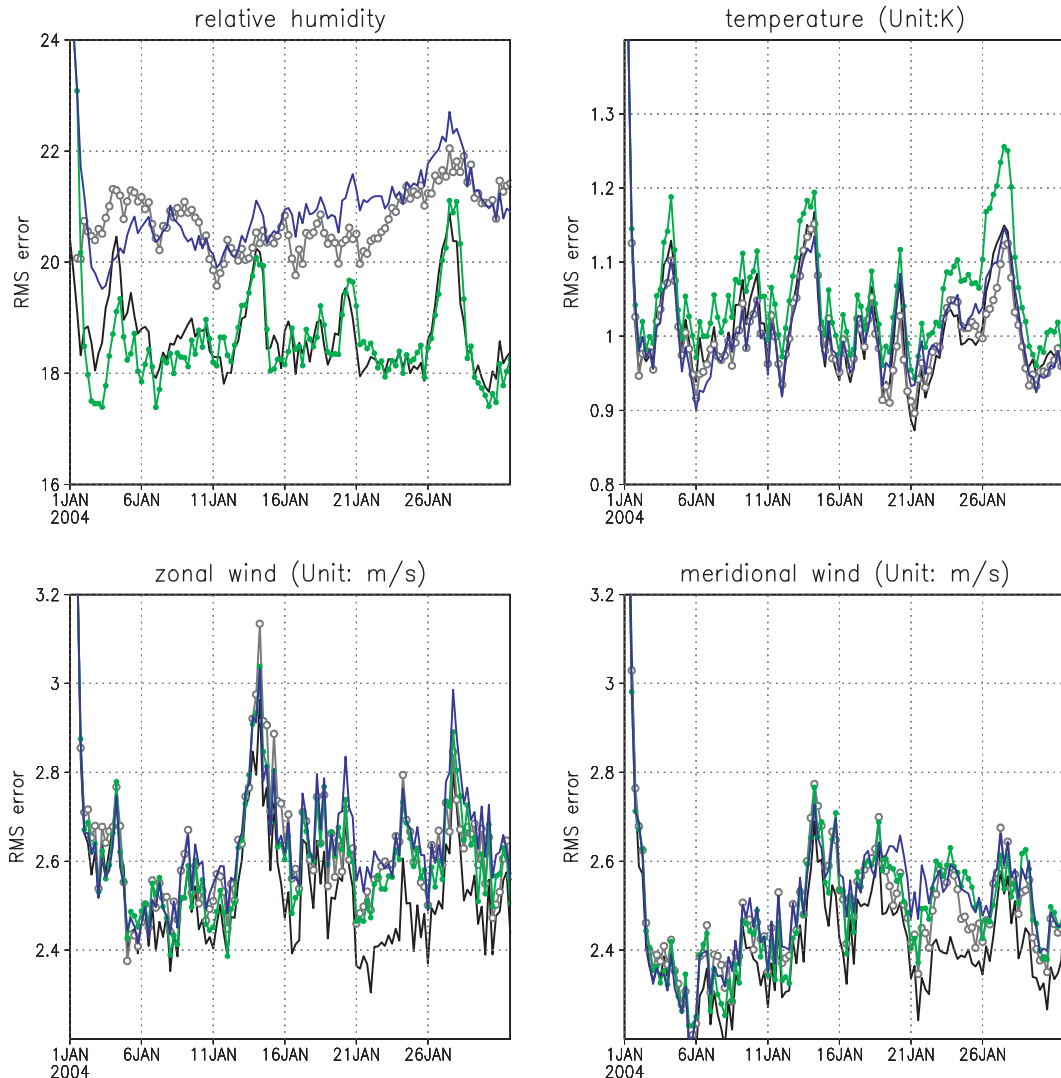 relative humidity
24
22
20
18
16
RMS error
1JAN
2004
6JAN
11JAN
16JAN
21JAN
26JAN
temperature (Unit:K)
1.3
1.2
1.1
1
0.9
0.8
RMS error
1JAN
2004
6JAN
11JAN
16JAN
21JAN
26JAN
zonal wind (Unit: m/s)
3.2
3
2.8
2.6
2.4
RMS error
1JAN
2004
6JAN
11JAN
16JAN
21JAN
26JAN
meridional wind (Unit: m/s)
3.2
3
2.8
2.6
2.4
RMS error
1JAN
2004
6JAN
11JAN
16JAN
21JAN
26JAN